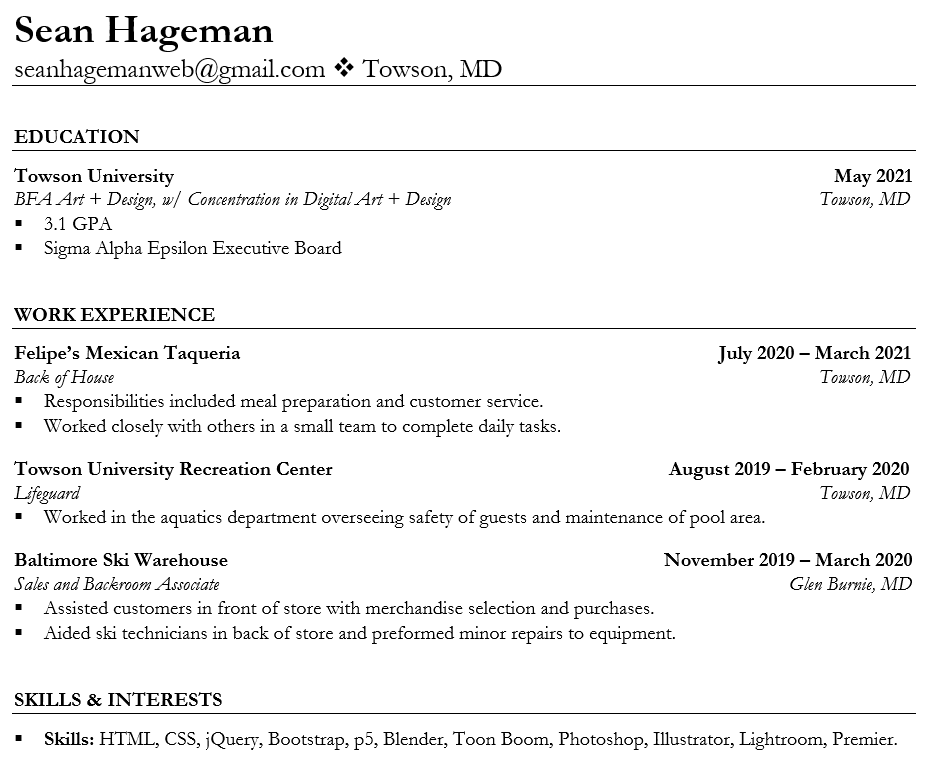 Sean Hageman
seanhagemanweb@gmail.com ❖ Towson, MD
EDUCATION
Towson University May 2021
BFA Art + Design, w/ Concentration in Digital Art + Design Towson, MD
▪ 3.1 GPA
▪ Sigma Alpha Epsilon Executive Board
WORK EXPERIENCE
Felipe's Mexican Taqueria July 2020 – March 2021
Back of House Towson, MD
▪ Responsibilities included meal preparation and customer service.
▪ Worked closely with others in a small team to complete daily tasks.
Towson University Recreation Center August 2019 – February 2020
Lifeguard Towson, MD
▪ Worked in the aquatics department overseeing safety of guests and maintenance of pool area.
Baltimore Ski Warehouse November 2019 – March 2020
Sales and Backroom Associate Glen Burnie, MD
▪ Assisted customers in front of store with merchandise selection and purchases.
▪ Aided ski technicians in back of store and preformed minor repairs to equipment.
SKILLS & INTERESTS
▪ Skills: HTML, CSS, jQuery, Bootstrap, p5, Blender, Toon Boom, Photoshop, Illustrator, Lightroom, Premier.